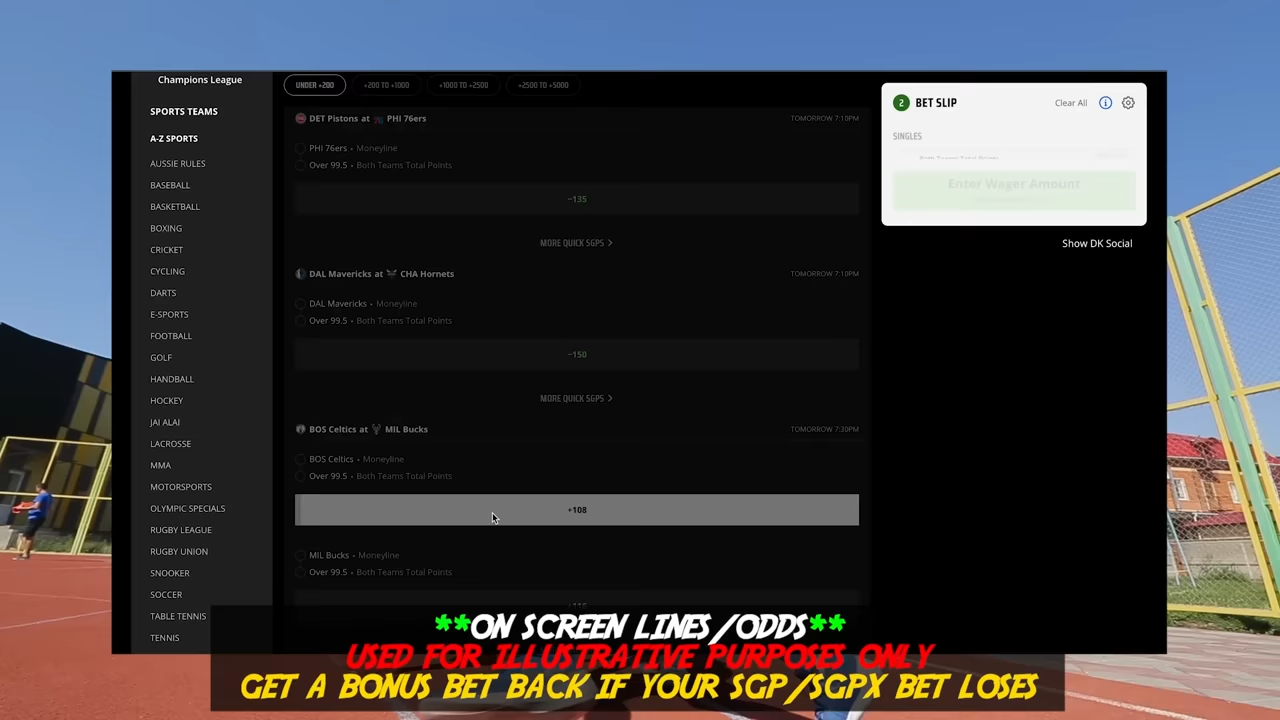 Champions League
SPORTS TEAMS
A-Z SPORTS
AUSSIE RULES
BASEBALL
BASKETBALL
BOXING
CRICKET
CYCLING
DARTS
E-SPORTS
FOOTBALL
GOLF
HANDBALL
HOCKEY
JAI ALAI
LACROSSE
MMA
MOTORSPORTS
OLYMPIC SPECIALS
RUGBY LEAGUE
RUGBY UNION
SNOOKER
SOCCER
TABLE TENNIS
TENNIS
UNDER +200 +200 TO +1000 +1000 TO +2500 +2500 TO +5000
DET Pistons at PHI 76ers TOMORROW 7:10PM
PHI 76ers • Moneyline
Over 99.5 • Both Teams Total Points
−135
MORE QUICK SGPS >
DAL Mavericks at CHA Hornets TOMORROW 7:10PM
DAL Mavericks • Moneyline
Over 99.5 • Both Teams Total Points
−150
MORE QUICK SGPS >
BOS Celtics at MIL Bucks TOMORROW 7:30PM
BOS Celtics • Moneyline
Over 99.5 • Both Teams Total Points
+108
MIL Bucks • Moneyline
Over 99.5 • Both Teams Total Points
2 BET SLIP Clear All
SINGLES
Both Teams Total Points
Enter Wager Amount
Show DK Social
**ON SCREEN LINES/ODDS**
USED FOR ILLUSTRATIVE PURPOSES ONLY
GET A BONUS BET BACK IF YOUR SGP/SGPX BET LOSES